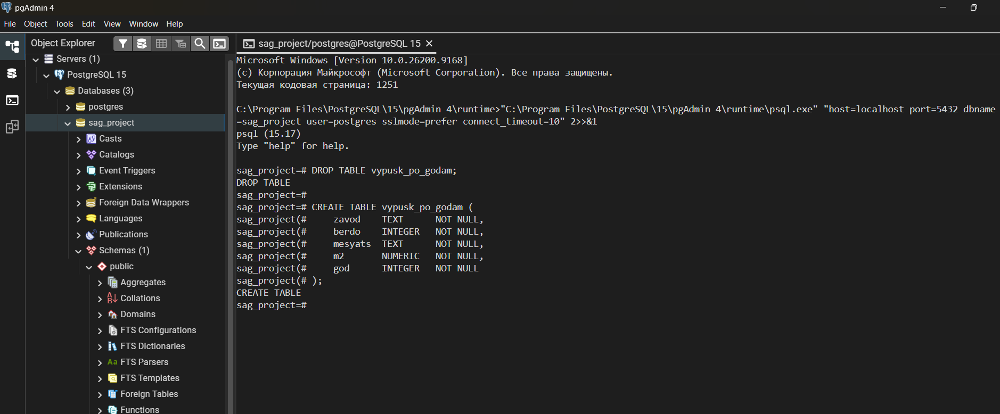 pgAdmin 4
File Object Tools Edit View Window Help
Object Explorer
Servers (1)
PostgreSQL 15
Databases (3)
postgres
sag_project
Casts
Catalogs
Event Triggers
Extensions
Foreign Data Wrappers
Languages
Publications
Schemas (1)
public
Aggregates
Collations
Domains
FTS Configurations
FTS Dictionaries
Aa FTS Parsers
FTS Templates
Foreign Tables
Functions
sag_project/postgres@PostgreSQL 15
Microsoft Windows [Version 10.0.26200.9168]
(c) Корпорация Майкрософт (Microsoft Corporation). Все права защищены.
Текущая кодовая страница: 1251
C:\Program Files\PostgreSQL\15\pgAdmin 4\runtime>"C:\Program Files\PostgreSQL\15\pgAdmin 4\runtime\psql.exe" "host=localhost port=5432 dbname
=sag_project user=postgres sslmode=prefer connect_timeout=10" 2>>&1
psql (15.17)
Type "help" for help.
sag_project=# DROP TABLE vypusk_po_godam;
DROP TABLE
sag_project=#
sag_project=# CREATE TABLE vypusk_po_godam (
sag_project(#     zavod    TEXT      NOT NULL,
sag_project(#     berdo    INTEGER   NOT NULL,
sag_project(#     mesyats  TEXT      NOT NULL,
sag_project(#     m2       NUMERIC   NOT NULL,
sag_project(#     god      INTEGER   NOT NULL
sag_project(# );
CREATE TABLE
sag_project=#